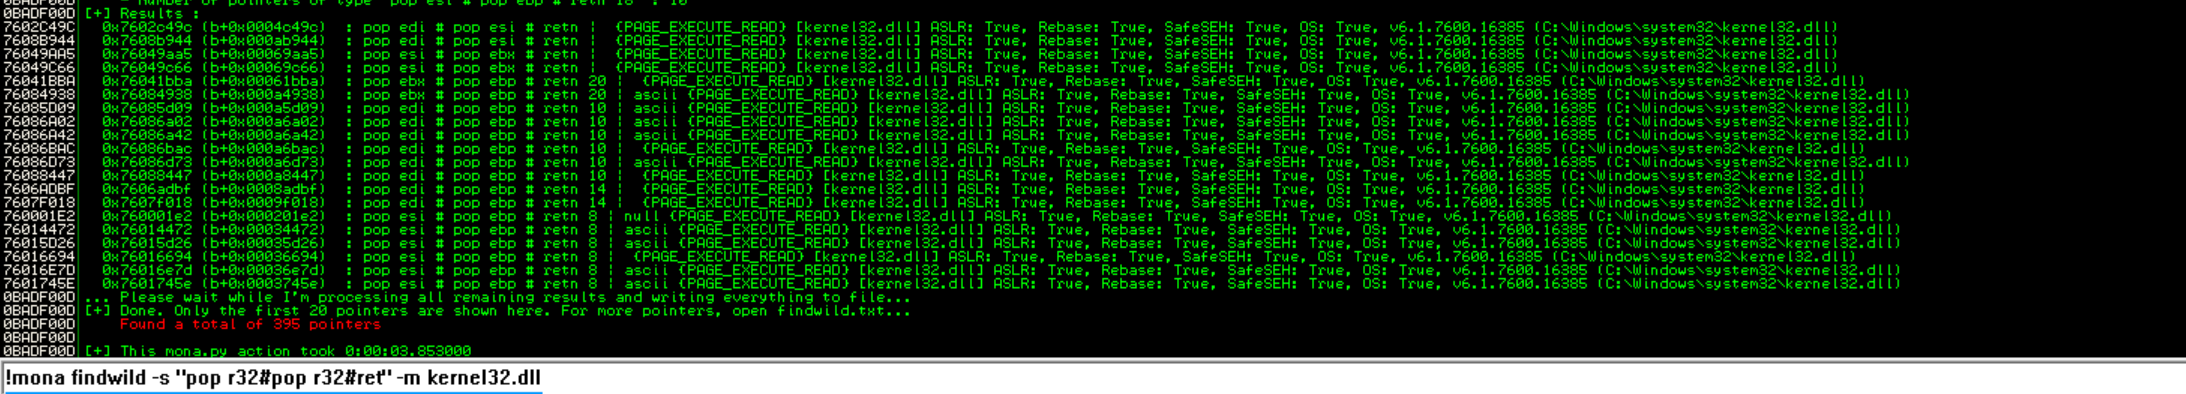 0BADF00D   - Number of pointers of type 'pop esi # pop ebp # retn 18' : 10
0BADF00D [+] Results :
7602C49C   0x7602c49c (b+0x0004c49c)  : pop edi # pop esi # retn |  {PAGE_EXECUTE_READ} [kernel32.dll] ASLR: True, Rebase: True, SafeSEH: True, OS: True, v6.1.7600.16385 (C:\Windows\system32\kernel32.dll)
7608B944   0x7608b944 (b+0x000ab944)  : pop edi # pop esi # retn |  {PAGE_EXECUTE_READ} [kernel32.dll] ASLR: True, Rebase: True, SafeSEH: True, OS: True, v6.1.7600.16385 (C:\Windows\system32\kernel32.dll)
76049AA5   0x76049aa5 (b+0x00069aa5)  : pop esi # pop ebx # retn |  {PAGE_EXECUTE_READ} [kernel32.dll] ASLR: True, Rebase: True, SafeSEH: True, OS: True, v6.1.7600.16385 (C:\Windows\system32\kernel32.dll)
76049C66   0x76049c66 (b+0x00069c66)  : pop esi # pop ebx # retn |  {PAGE_EXECUTE_READ} [kernel32.dll] ASLR: True, Rebase: True, SafeSEH: True, OS: True, v6.1.7600.16385 (C:\Windows\system32\kernel32.dll)
76041BBA   0x76041bba (b+0x00061bba)  : pop ebx # pop ebp # retn 20 |  {PAGE_EXECUTE_READ} [kernel32.dll] ASLR: True, Rebase: True, SafeSEH: True, OS: True, v6.1.7600.16385 (C:\Windows\system32\kernel32.dll)
76084938   0x76084938 (b+0x000a4938)  : pop ebx # pop ebp # retn 20 | ascii {PAGE_EXECUTE_READ} [kernel32.dll] ASLR: True, Rebase: True, SafeSEH: True, OS: True, v6.1.7600.16385 (C:\Windows\system32\kernel32.dll)
76085D09   0x76085d09 (b+0x000a5d09)  : pop edi # pop ebp # retn 10 | ascii {PAGE_EXECUTE_READ} [kernel32.dll] ASLR: True, Rebase: True, SafeSEH: True, OS: True, v6.1.7600.16385 (C:\Windows\system32\kernel32.dll)
76086A02   0x76086a02 (b+0x000a6a02)  : pop edi # pop ebp # retn 10 | ascii {PAGE_EXECUTE_READ} [kernel32.dll] ASLR: True, Rebase: True, SafeSEH: True, OS: True, v6.1.7600.16385 (C:\Windows\system32\kernel32.dll)
76086A42   0x76086a42 (b+0x000a6a42)  : pop edi # pop ebp # retn 10 | ascii {PAGE_EXECUTE_READ} [kernel32.dll] ASLR: True, Rebase: True, SafeSEH: True, OS: True, v6.1.7600.16385 (C:\Windows\system32\kernel32.dll)
76086BAC   0x76086bac (b+0x000a6bac)  : pop edi # pop ebp # retn 10 |  {PAGE_EXECUTE_READ} [kernel32.dll] ASLR: True, Rebase: True, SafeSEH: True, OS: True, v6.1.7600.16385 (C:\Windows\system32\kernel32.dll)
76086D73   0x76086d73 (b+0x000a6d73)  : pop edi # pop ebp # retn 10 | ascii {PAGE_EXECUTE_READ} [kernel32.dll] ASLR: True, Rebase: True, SafeSEH: True, OS: True, v6.1.7600.16385 (C:\Windows\system32\kernel32.dll)
76088447   0x76088447 (b+0x000a8447)  : pop edi # pop ebp # retn 10 |  {PAGE_EXECUTE_READ} [kernel32.dll] ASLR: True, Rebase: True, SafeSEH: True, OS: True, v6.1.7600.16385 (C:\Windows\system32\kernel32.dll)
7606ADBF   0x7606adbf (b+0x0008adbf)  : pop edi # pop ebp # retn 14 |  {PAGE_EXECUTE_READ} [kernel32.dll] ASLR: True, Rebase: True, SafeSEH: True, OS: True, v6.1.7600.16385 (C:\Windows\system32\kernel32.dll)
7607F018   0x7607f018 (b+0x0009f018)  : pop edi # pop ebp # retn 14 |  {PAGE_EXECUTE_READ} [kernel32.dll] ASLR: True, Rebase: True, SafeSEH: True, OS: True, v6.1.7600.16385 (C:\Windows\system32\kernel32.dll)
760001E2   0x760001e2 (b+0x000201e2)  : pop esi # pop ebp # retn 8 | null {PAGE_EXECUTE_READ} [kernel32.dll] ASLR: True, Rebase: True, SafeSEH: True, OS: True, v6.1.7600.16385 (C:\Windows\system32\kernel32.dll)
76014472   0x76014472 (b+0x00034472)  : pop esi # pop ebp # retn 8 | ascii {PAGE_EXECUTE_READ} [kernel32.dll] ASLR: True, Rebase: True, SafeSEH: True, OS: True, v6.1.7600.16385 (C:\Windows\system32\kernel32.dll)
76015D26   0x76015d26 (b+0x00035d26)  : pop esi # pop ebp # retn 8 | ascii {PAGE_EXECUTE_READ} [kernel32.dll] ASLR: True, Rebase: True, SafeSEH: True, OS: True, v6.1.7600.16385 (C:\Windows\system32\kernel32.dll)
76016694   0x76016694 (b+0x00036694)  : pop esi # pop ebp # retn 8 |  {PAGE_EXECUTE_READ} [kernel32.dll] ASLR: True, Rebase: True, SafeSEH: True, OS: True, v6.1.7600.16385 (C:\Windows\system32\kernel32.dll)
76016E7D   0x76016e7d (b+0x00036e7d)  : pop esi # pop ebp # retn 8 | ascii {PAGE_EXECUTE_READ} [kernel32.dll] ASLR: True, Rebase: True, SafeSEH: True, OS: True, v6.1.7600.16385 (C:\Windows\system32\kernel32.dll)
7601745E   0x7601745e (b+0x0003745e)  : pop esi # pop ebp # retn 8 | ascii {PAGE_EXECUTE_READ} [kernel32.dll] ASLR: True, Rebase: True, SafeSEH: True, OS: True, v6.1.7600.16385 (C:\Windows\system32\kernel32.dll)
0BADF00D ... Please wait while I'm processing all remaining results and writing everything to file...
0BADF00D [+] Done. Only the first 20 pointers are shown here. For more pointers, open findwild.txt...
0BADF00D     Found a total of 395 pointers
0BADF00D
0BADF00D [+] This mona.py action took 0:00:03.853000
!mona findwild -s "pop r32#pop r32#ret" -m kernel32.dll